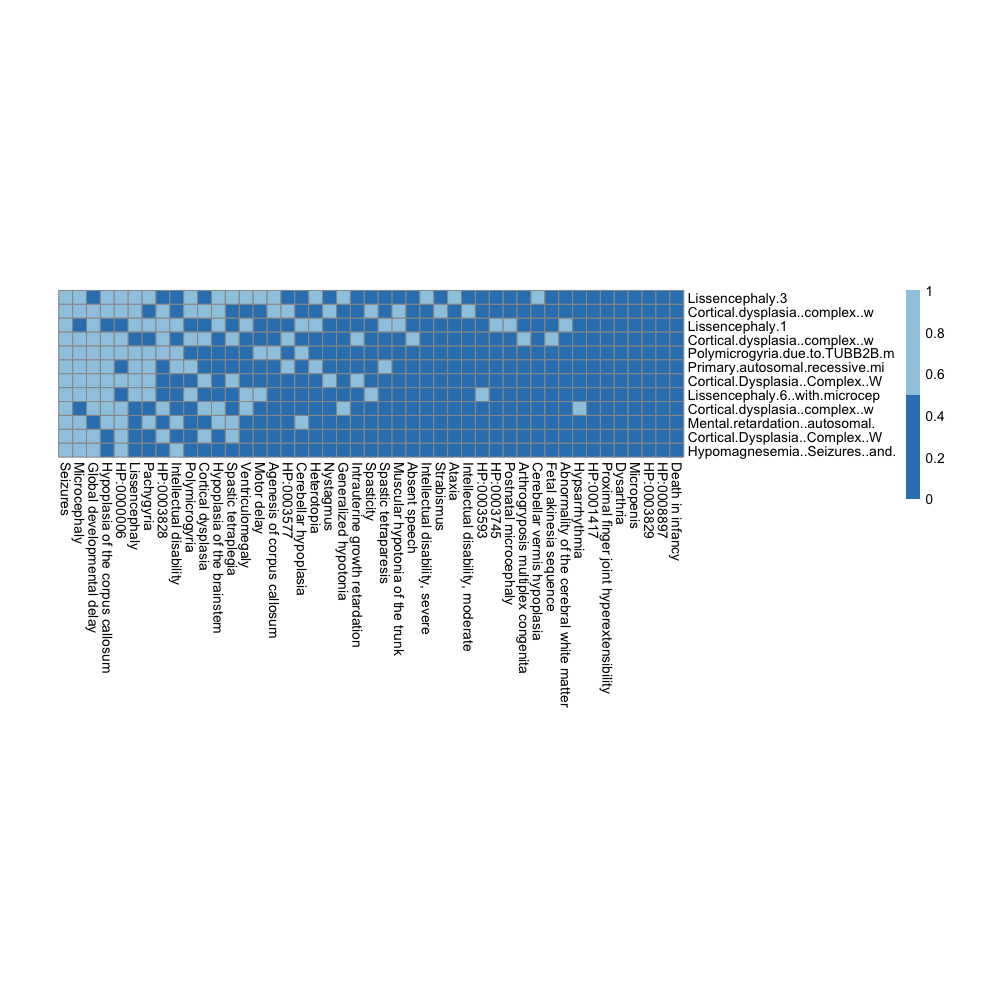 Lissencephaly.3
Cortical.dysplasia..complex..w
Lissencephaly.1
Cortical.dysplasia..complex..w
Polymicrogyria.due.to.TUBB2B.m
Primary.autosomal.recessive.mi
Cortical.Dysplasia..Complex..W
Lissencephaly.6..with.microcep
Cortical.dysplasia..complex..w
Mental.retardation..autosomal.
Cortical.Dysplasia..Complex..W
Hypomagnesemia..Seizures..and.
1
0.8
0.6
0.4
0.2
0
Seizures
Microcephaly
Global developmental delay
Hypoplasia of the corpus callosum
HP:0000006
Lissencephaly
Pachygyria
HP:0003828
Intellectual disability
Polymicrogyria
Cortical dysplasia
Hypoplasia of the brainstem
Spastic tetraplegia
Ventriculomegaly
Motor delay
Agenesis of corpus callosum
HP:0003577
Cerebellar hypoplasia
Heterotopia
Nystagmus
Generalized hypotonia
Intrauterine growth retardation
Spasticity
Spastic tetraparesis
Muscular hypotonia of the trunk
Absent speech
Intellectual disability, severe
Strabismus
Ataxia
Intellectual disability, moderate
HP:0003593
HP:0003745
Postnatal microcephaly
Arthrogryposis multiplex congenita
Cerebellar vermis hypoplasia
Fetal akinesia sequence
Abnormality of the cerebral white matter
Hypsarrhythmia
HP:0001417
Proximal finger joint hyperextensibility
Dysarthria
Micropenis
HP:0003829
HP:0008897
Death in infancy